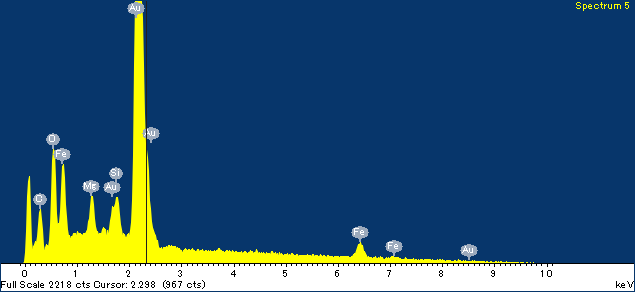 Spectrum 5
Au
Au
O
Fe
Si
Mg
Au
C
Fe
Fe
Au
0 1 2 3 4 5 6 7 8 9 10
Full Scale 2218 cts Cursor: 2.298 (967 cts)
keV